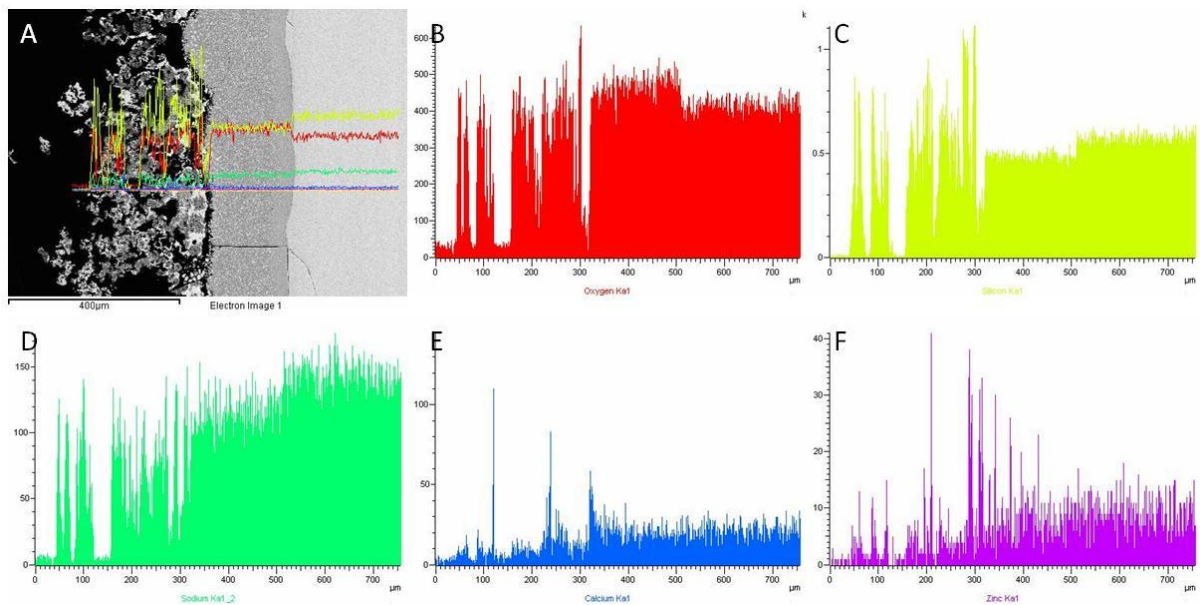 A
400µm
Electron Image 1
B
600
500
400
300
200
100
0
0 100 200 300 400 500 600 700
µm
Oxygen Ka1
k
C
1
0.5
0
0 100 200 300 400 500 600 700
µm
Silicon Ka1
D
150
100
50
0
0 100 200 300 400 500 600 700
µm
Sodium Ka1_2
E
100
50
0
0 100 200 300 400 500 600 700
µm
Calcium Ka1
F
40
30
20
10
0
0 100 200 300 400 500 600 700
µm
Zinc Ka1